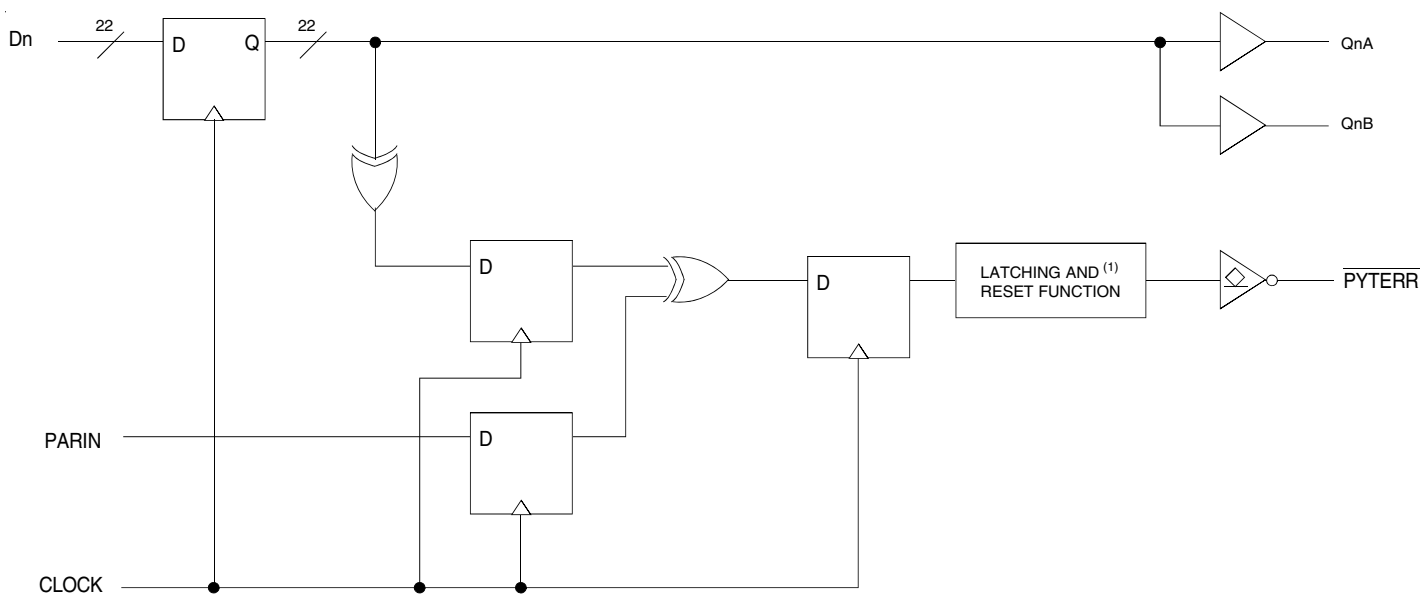 Dn
22
D
Q
22
QnA
QnB
D
D
LATCHING AND (1)
RESET FUNCTION
PYTERR
PARIN
D
CLOCK